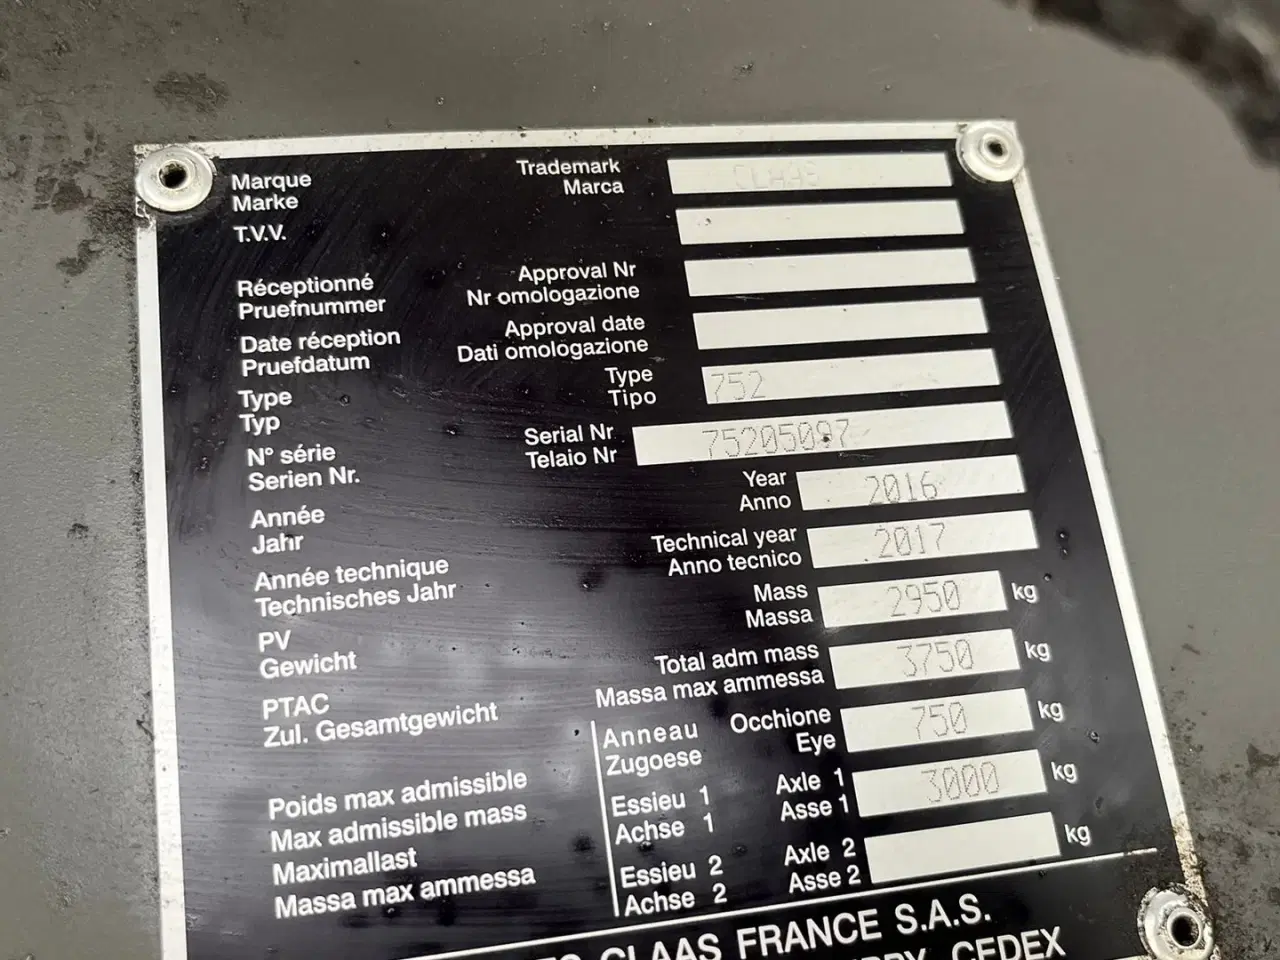 Marque Trademark CLAAS
Marke Marca
T.V.V.
Réceptionné Approval Nr
Pruefnummer Nr omologazione
Date réception Approval date
Pruefdatum Dati omologazione
Type Type 752
Typ Tipo
N° série Serial Nr 75205097
Serien Nr. Telaio Nr
Année Year 2016
Jahr Anno
Année technique Technical year 2017
Technisches Jahr Anno tecnico
PV Mass 2950 kg
Gewicht Massa
PTAC Total adm mass 3750 kg
Zul. Gesamtgewicht Massa max ammessa
Anneau Occhione 750 kg
Zugoese Eye
Poids max admissible Essieu 1 Axle 1 3000 kg
Max admissible mass Achse 1 Asse 1
Maximallast Essieu 2 Axle 2 kg
Massa max ammessa Achse 2 Asse 2
CLAAS FRANCE S.A.S.
CEDEX